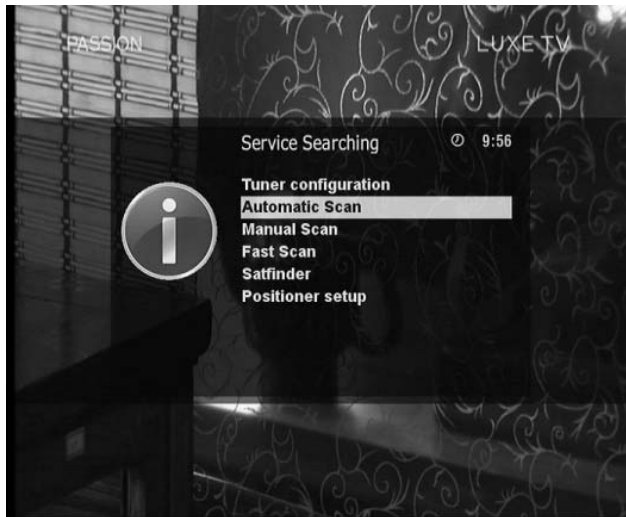 PASSION
LUXE TV
Service Searching 9:56
Tuner configuration
Automatic Scan
Manual Scan
Fast Scan
Satfinder
Positioner setup